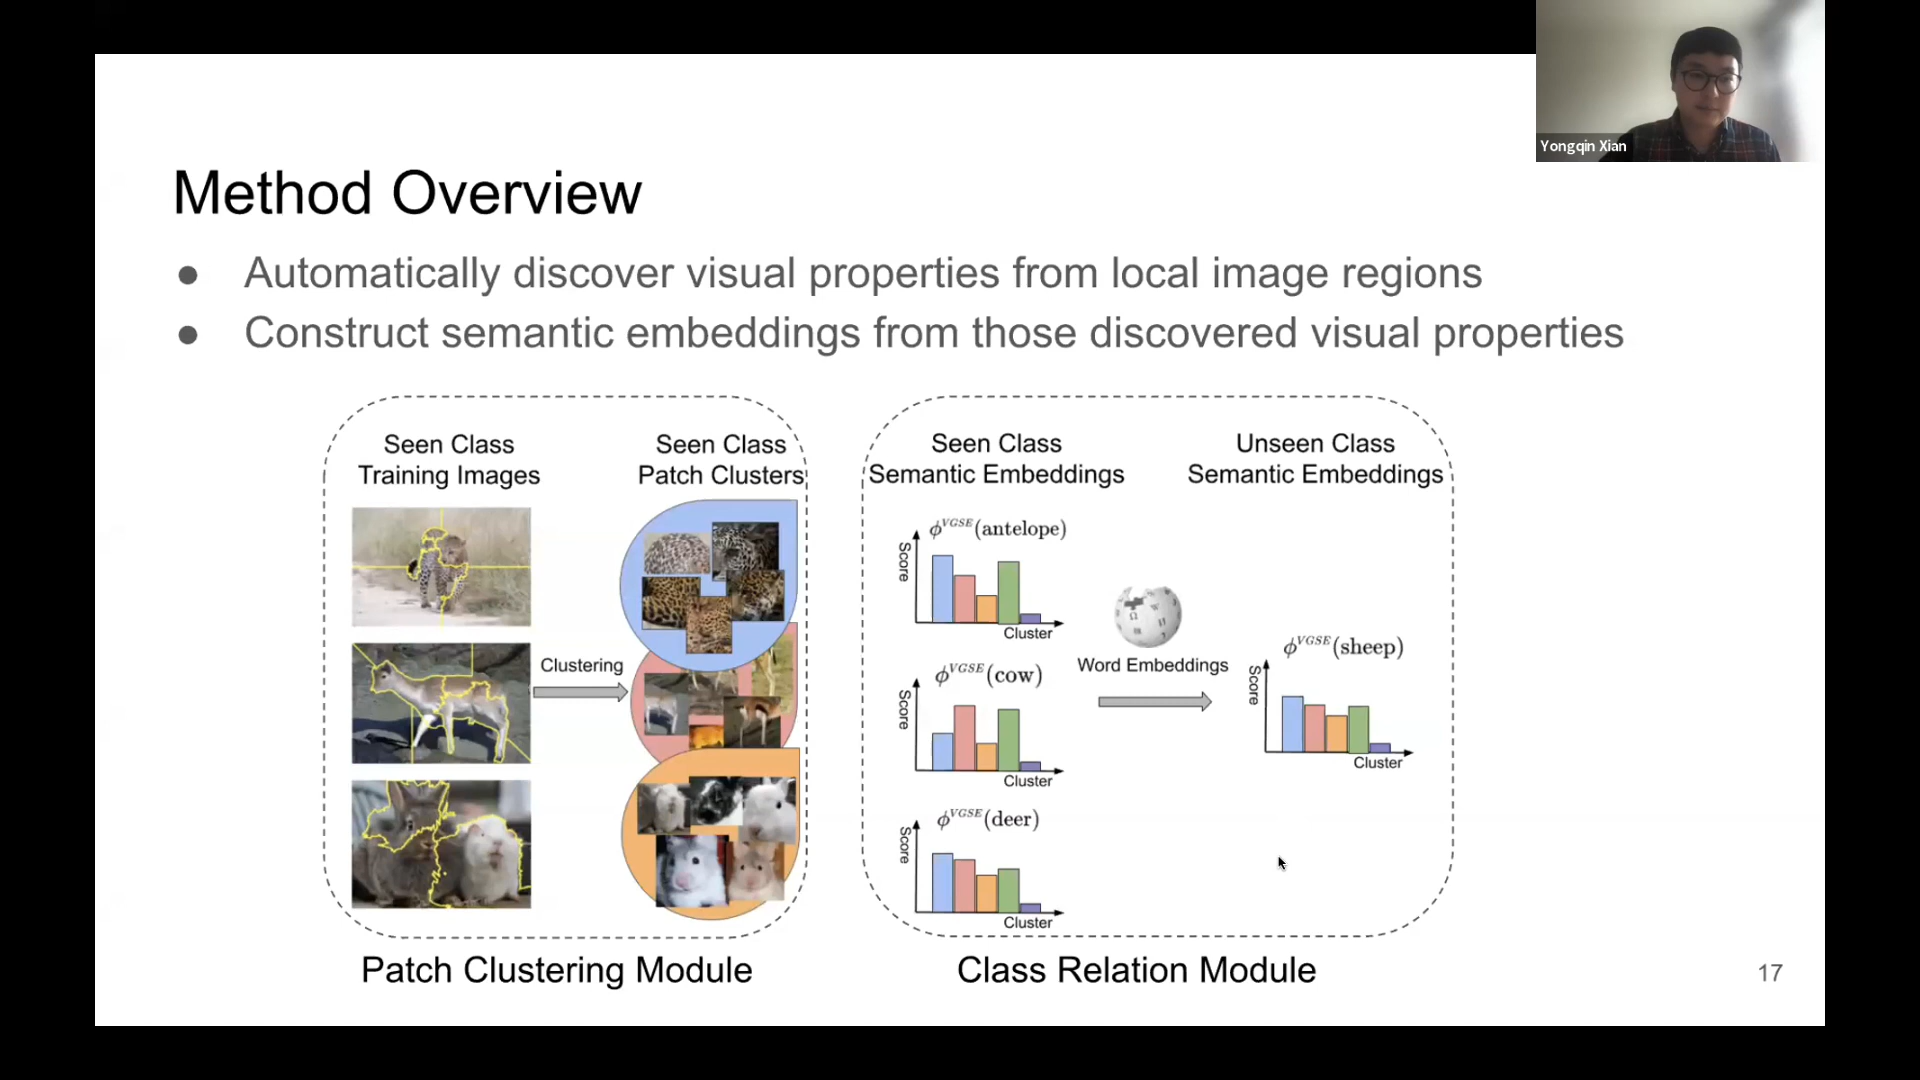 Yongqin Xian
Method Overview
● Automatically discover visual properties from local image regions
● Construct semantic embeddings from those discovered visual properties
Seen Class
Training Images
Seen Class
Patch Clusters
Clustering
Patch Clustering Module
Seen Class
Semantic Embeddings
Unseen Class
Semantic Embeddings
ϕ^VGSE(antelope)
Score
Cluster
ϕ^VGSE(cow)
Score
Cluster
ϕ^VGSE(deer)
Score
Cluster
Word Embeddings
ϕ^VGSE(sheep)
Score
Cluster
Class Relation Module
17